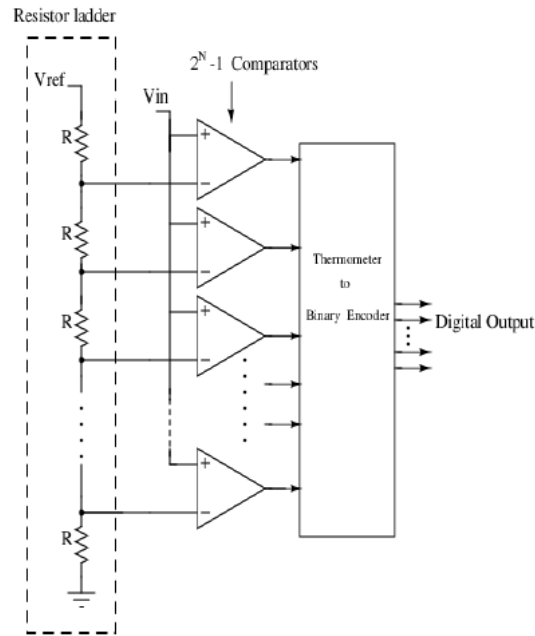 Resistor ladder
Vref
2^N -1 Comparators
Vin
R
+
−
R
+
−
Thermometer
to
Binary Encoder
R
+
−
Digital Output
+
−
R